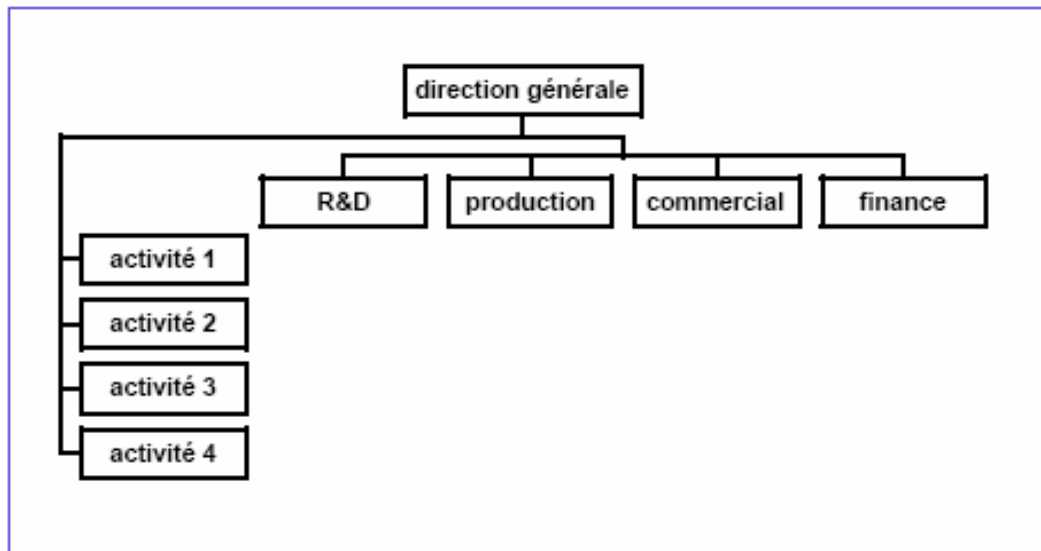 direction générale
R&D production commercial finance
activité 1
activité 2
activité 3
activité 4